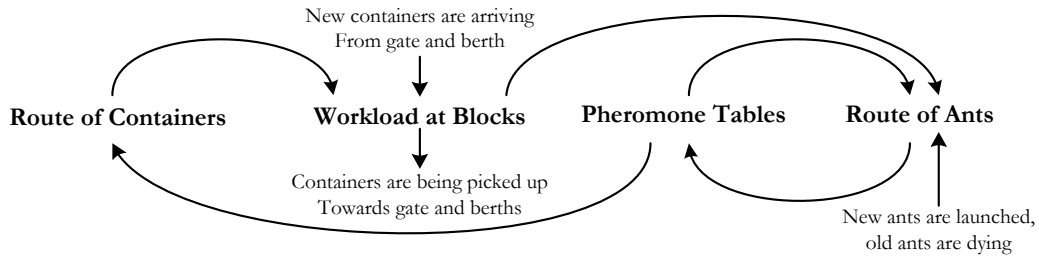 New containers are arriving
From gate and berth
Route of Containers
Workload at Blocks
Pheromone Tables
Route of Ants
Containers are being picked up
Towards gate and berths
New ants are launched,
old ants are dying